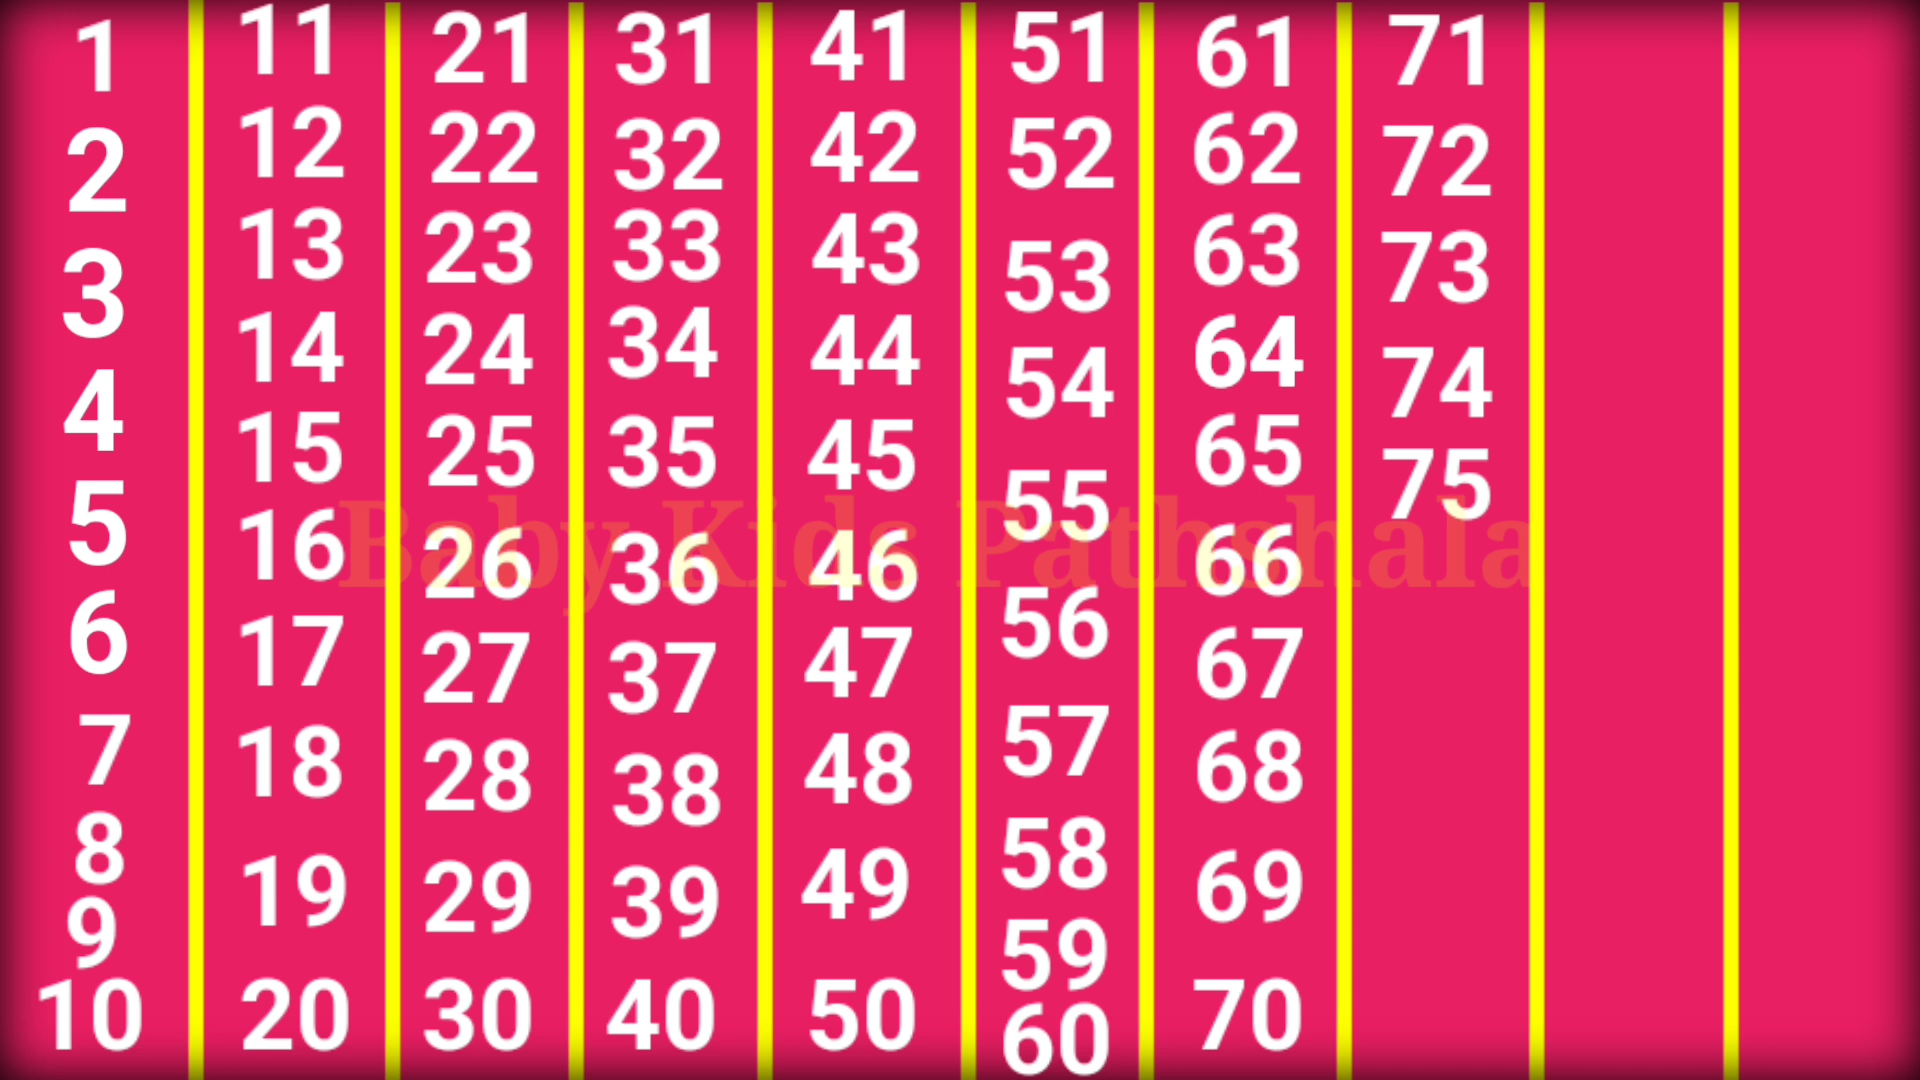 1 11 21 31 41 51 61 71
2 12 22 32 42 52 62 72
3 13 23 33 43 53 63 73
4 14 24 34 44 54 64 74
5 15 25 35 45 55 65 75
6 16 26 36 46 56 66
7 17 27 37 47 57 67
8 18 28 38 48 58 68
9 19 29 39 49 59 69
10 20 30 40 50 60 70
Baby Kids Pathshala